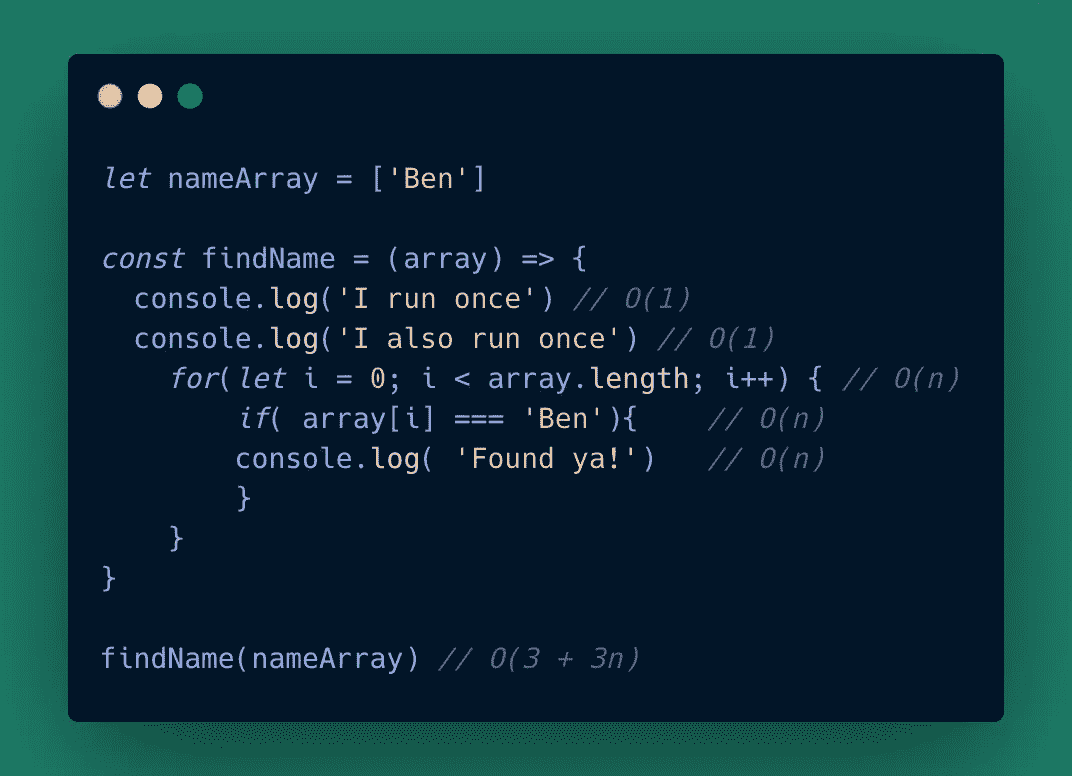 let nameArray = ['Ben']
const findName = (array) => {
console.log('I run once') // O(1)
console.log('I also run once') // O(1)
for(let i = 0; i < array.length; i++) { // O(n)
if( array[i] === 'Ben'){    // O(n)
console.log( 'Found ya!')   // O(n)
}
}
}
findName(nameArray) // O(3 + 3n)